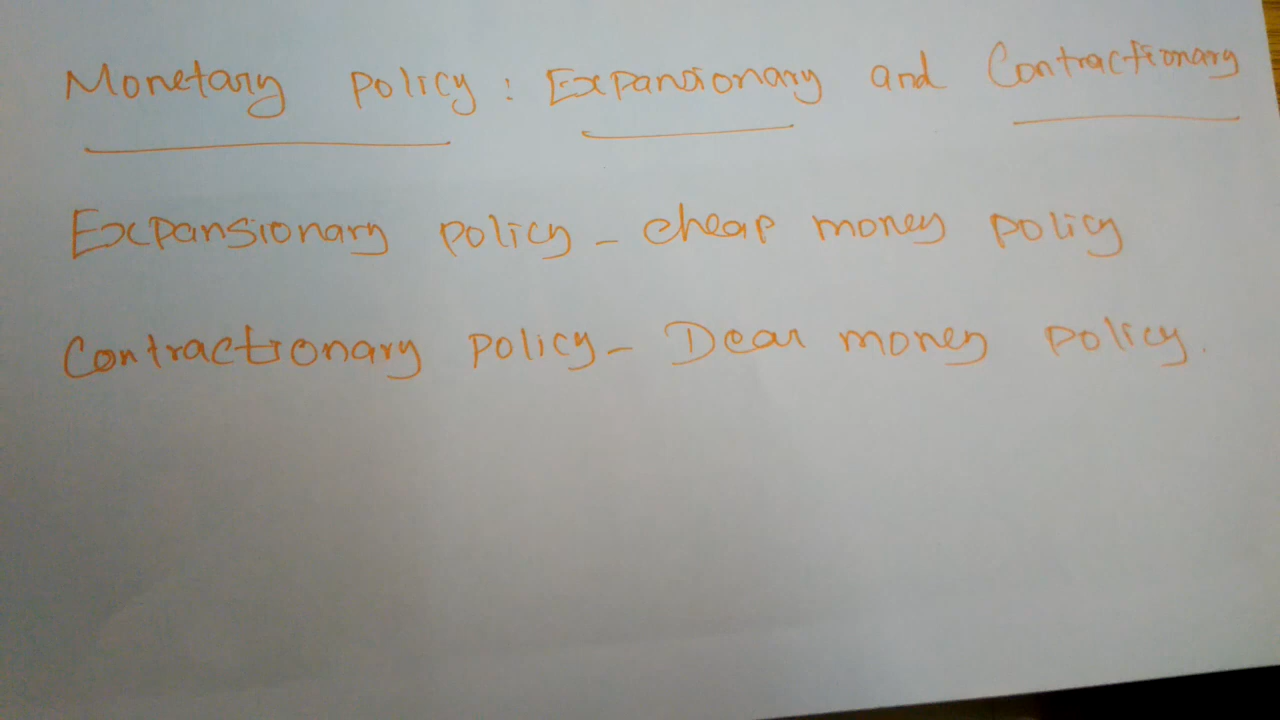 Monetary policy : Expansionary and Contractionary
Expansionary policy - cheap money policy
Contractionary policy - Dear money policy.